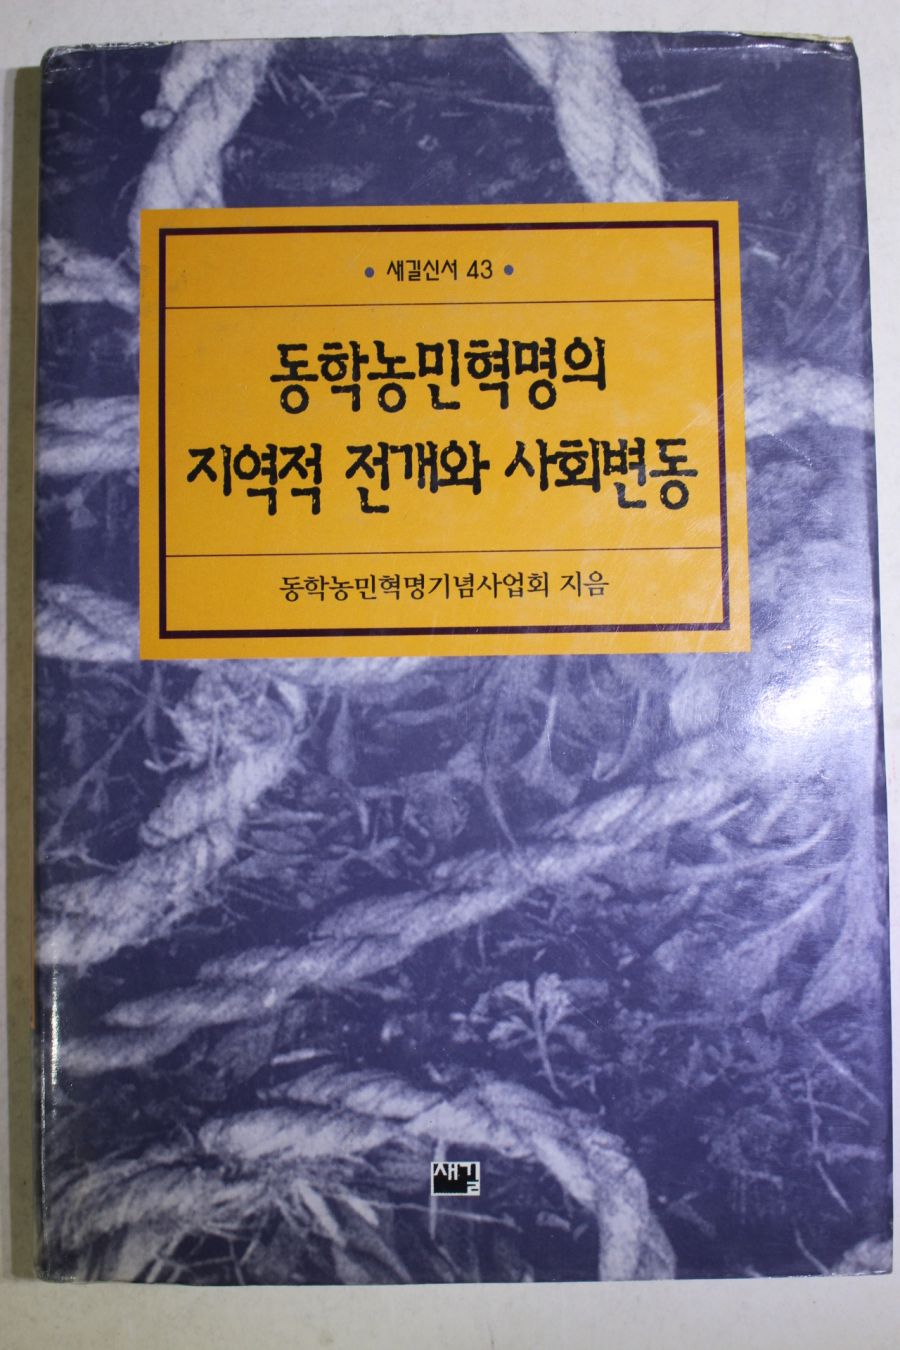 • 새길신서 43 •
동학농민혁명의
지역적 전개와 사회변동
동학농민혁명기념사업회 지음
새길